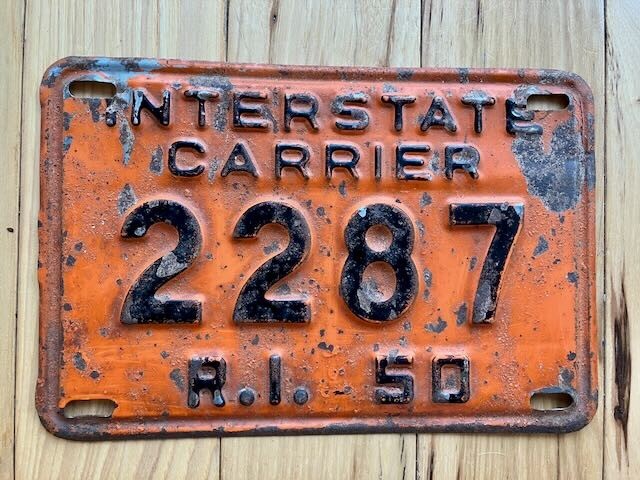 INTERSTATE
CARRIER
2287
R.I. 50